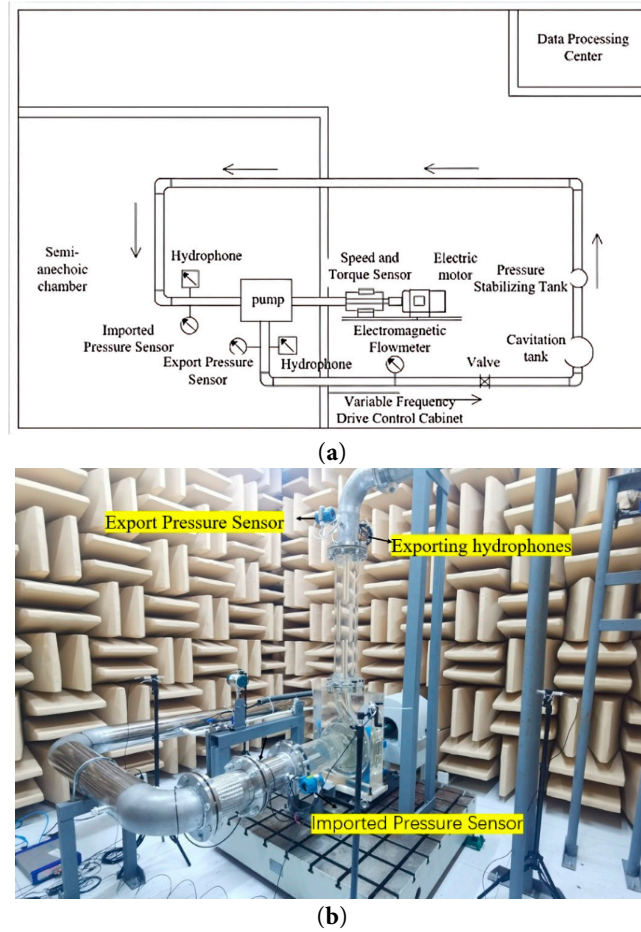 Data Processing
Center
Semi-
anechoic
chamber
Hydrophone
Imported
Pressure Sensor
pump
Speed and
Torque Sensor
Electric
motor
Pressure
Stabilizing Tank
Export Pressure
Sensor
Hydrophone
Electromagnetic
Flowmeter
Valve
Cavitation
tank
Variable Frequency
Drive Control Cabinet
(a)
Export Pressure Sensor
Exporting hydrophones
Imported Pressure Sensor
(b)